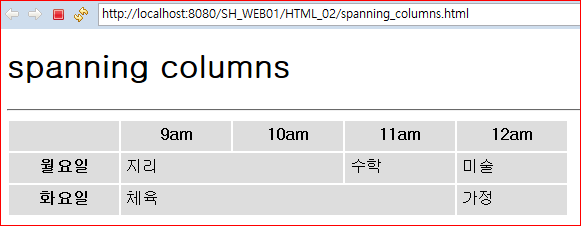 http://localhost:8080/SH_WEB01/HTML_02/spanning_columns.html
spanning columns
9am 10am 11am 12am
월요일 지리 수학 미술
화요일 체육 가정